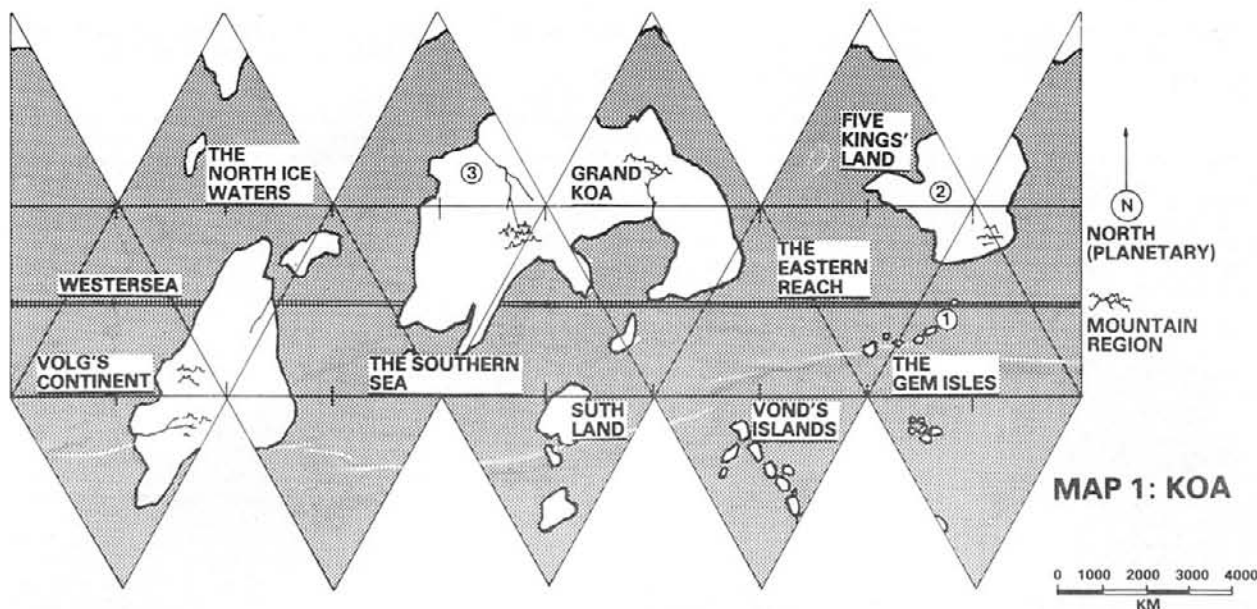 THE
NORTH ICE
WATERS
③
GRAND
KOA
FIVE
KINGS'
LAND
②
N
NORTH
(PLANETARY)
WESTERSEA
THE
EASTERN
REACH
①
MOUNTAIN
REGION
VOLG'S
CONTINENT
THE SOUTHERN
SEA
THE
GEM ISLES
SUTH
LAND
VOND'S
ISLANDS
MAP 1: KOA
0 1000 2000 3000 4000
KM